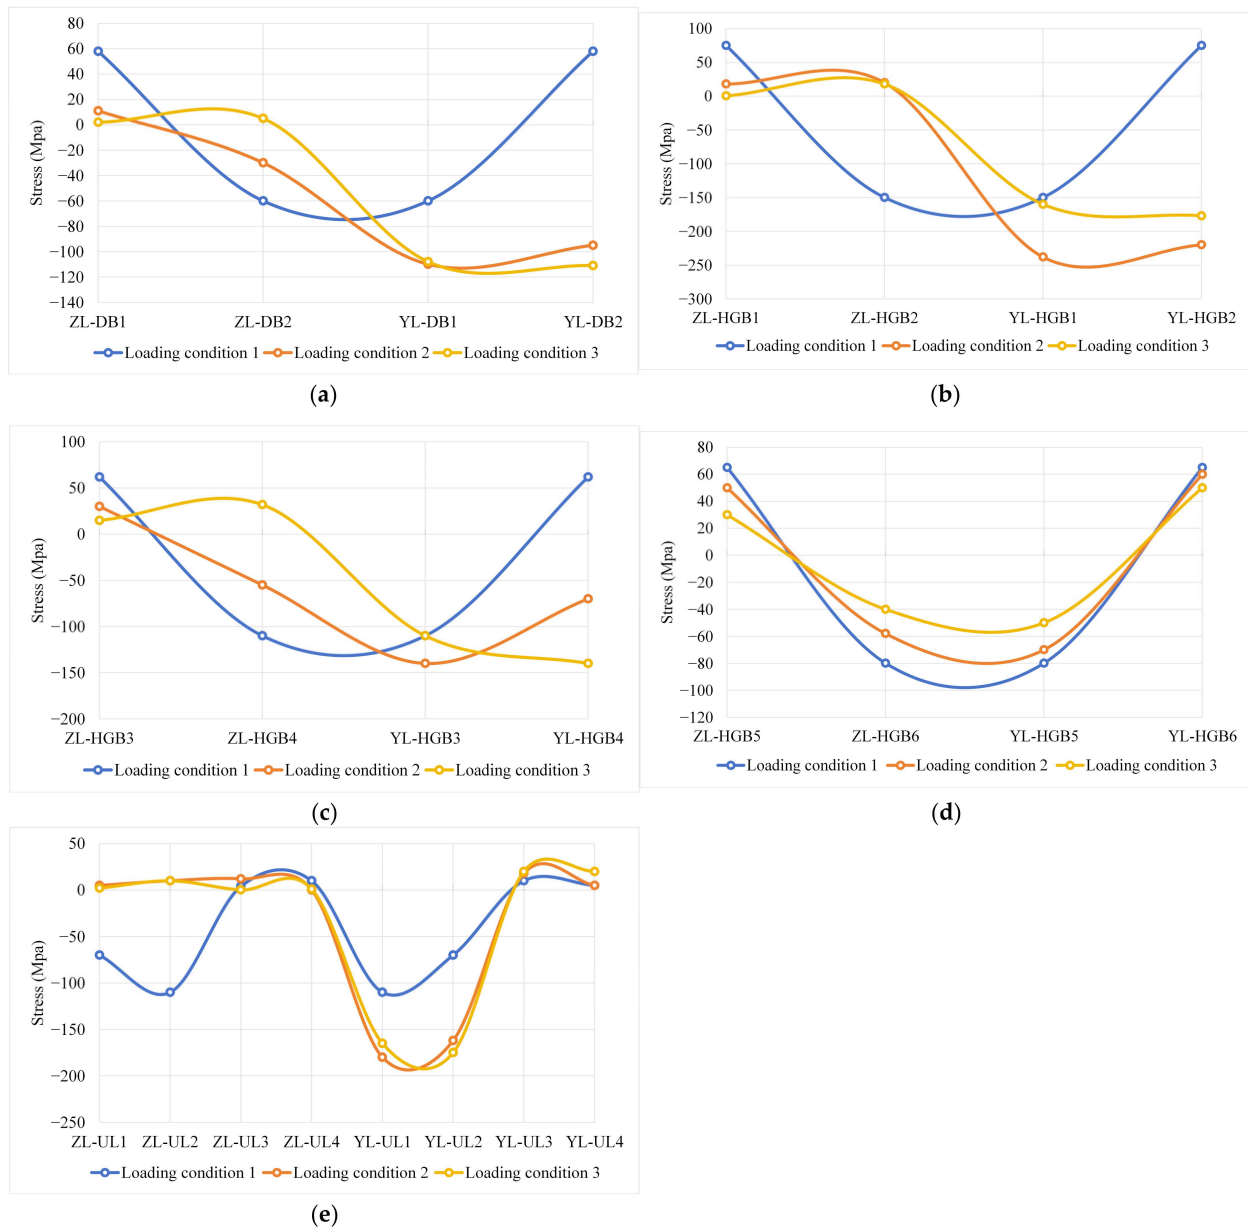 80
60
40
20
0
−20
−40
−60
−80
−100
−120
−140
Stress (Mpa)
ZL-DB1 ZL-DB2 YL-DB1 YL-DB2
Loading condition 1 Loading condition 2 Loading condition 3
(a)
100
50
0
−50
−100
−150
−200
−250
−300
Stress (Mpa)
ZL-HGB1 ZL-HGB2 YL-HGB1 YL-HGB2
Loading condition 1 Loading condition 2 Loading condition 3
(b)
100
50
0
−50
−100
−150
−200
Stress (Mpa)
ZL-HGB3 ZL-HGB4 YL-HGB3 YL-HGB4
Loading condition 1 Loading condition 2 Loading condition 3
(c)
80
60
40
20
0
−20
−40
−60
−80
−100
−120
Stress (Mpa)
ZL-HGB5 ZL-HGB6 YL-HGB5 YL-HGB6
Loading condition 1 Loading condition 2 Loading condition 3
(d)
50
0
−50
−100
−150
−200
−250
Stress (Mpa)
ZL-UL1 ZL-UL2 ZL-UL3 ZL-UL4 YL-UL1 YL-UL2 YL-UL3 YL-UL4
Loading condition 1 Loading condition 2 Loading condition 3
(e)